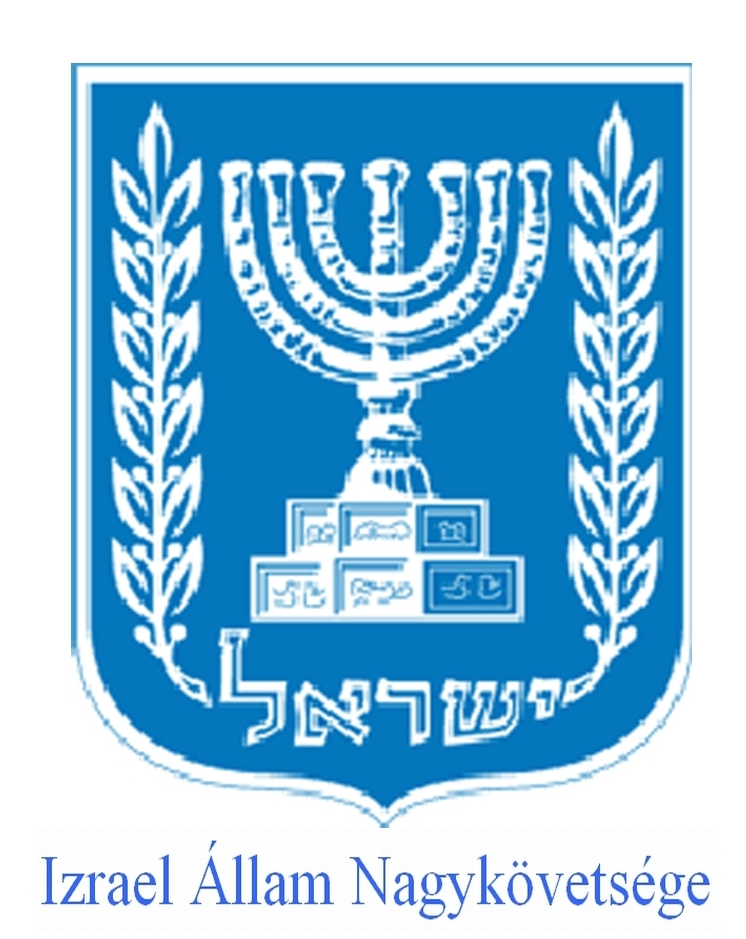 ישראל
Izrael Állam Nagykövetsége